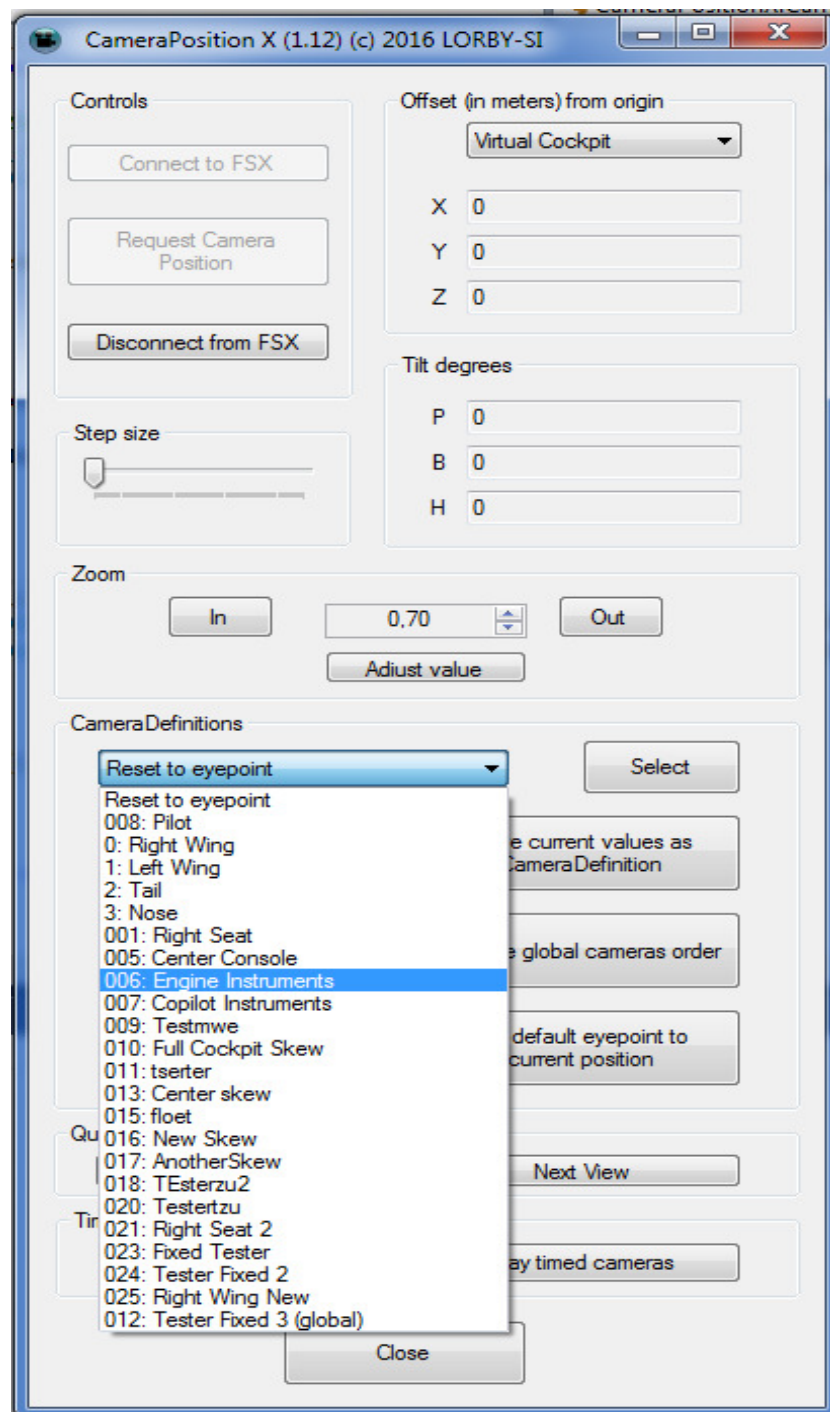 CameraPosition X (1.12) (c) 2016 LORBY-SI
Controls
Connect to FSX
Request Camera
Position
Disconnect from FSX
Offset (in meters) from origin
Virtual Cockpit
X 0
Y 0
Z 0
Tilt degrees
P 0
B 0
H 0
Step size
Zoom
In
0,70
Out
Adjust value
CameraDefinitions
Reset to eyepoint
Select
Reset to eyepoint
008: Pilot
0: Right Wing
1: Left Wing
2: Tail
3: Nose
001: Right Seat
005: Center Console
006: Engine Instruments
007: Copilot Instruments
009: Testmwe
010: Full Cockpit Skew
011: tserter
013: Center skew
015: floet
016: New Skew
017: AnotherSkew
018: TEsterzu2
020: Testertzu
021: Right Seat 2
023: Fixed Tester
024: Tester Fixed 2
025: Right Wing New
012: Tester Fixed 3 (global)
current values as
CameraDefinition
global cameras order
default eyepoint to
current position
Qu
Next View
Tim
ay timed cameras
Close